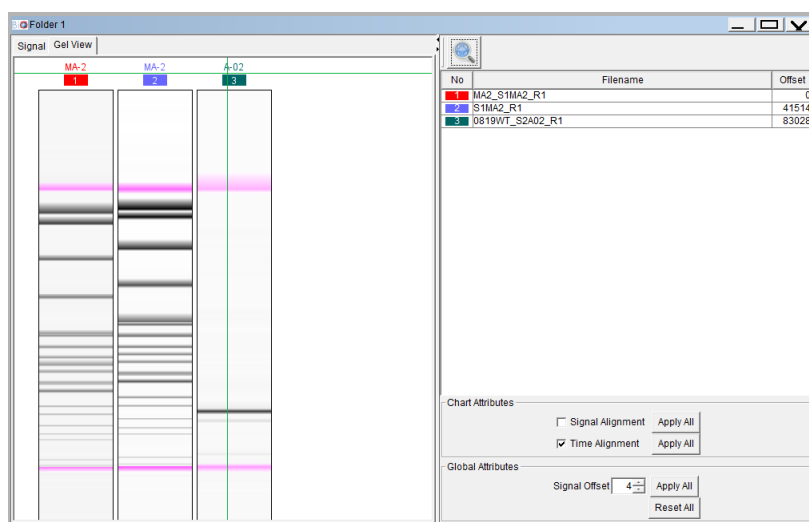 Folder 1
Signal Gel View
MA-2 MA-2 A-02
1 2 3
No Filename Offset
1 MA2_S1MA2_R1 0
2 S1MA2_R1 41514
3 0819WT_S2A02_R1 83028
Chart Attributes
Signal Alignment Apply All
Time Alignment Apply All
Global Attributes
Signal Offset 4 Apply All
Reset All